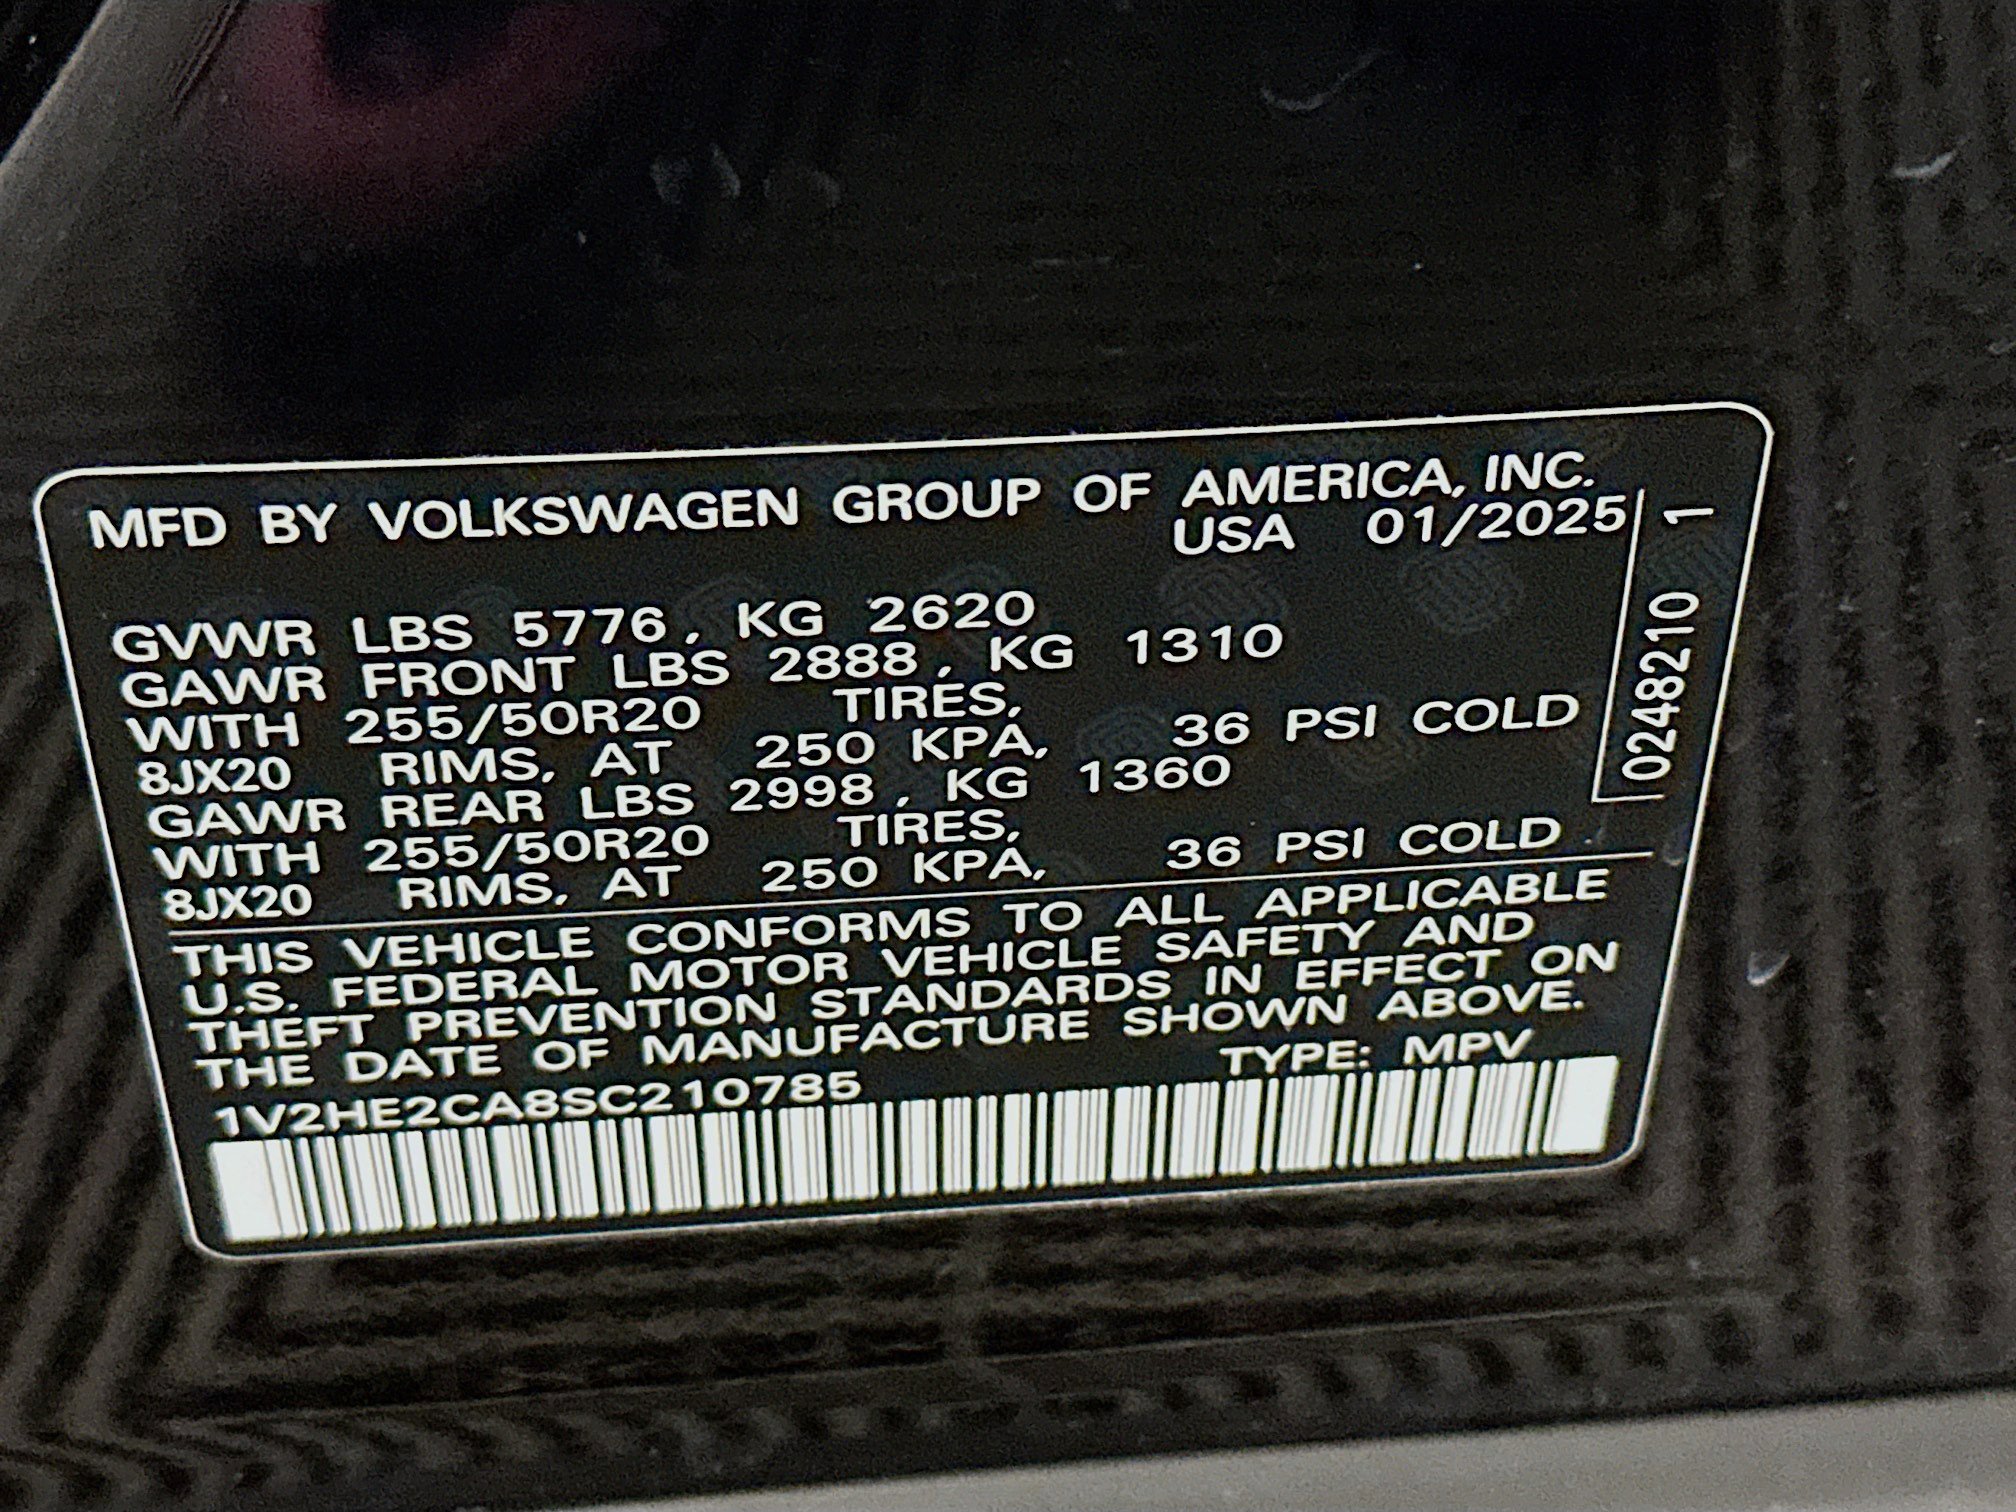 MFD BY VOLKSWAGEN GROUP OF AMERICA, INC.
USA 01/2025
GVWR LBS 5776, KG 2620
GAWR FRONT LBS 2888, KG 1310
WITH 255/50R20 TIRES,
8JX20 RIMS, AT 250 KPA, 36 PSI COLD
GAWR REAR LBS 2998, KG 1360
WITH 255/50R20 TIRES,
8JX20 RIMS, AT 250 KPA, 36 PSI COLD
THIS VEHICLE CONFORMS TO ALL APPLICABLE
U.S. FEDERAL MOTOR VEHICLE SAFETY AND
THEFT PREVENTION STANDARDS IN EFFECT ON
THE DATE OF MANUFACTURE SHOWN ABOVE.
1V2HE2CA8SC210785 TYPE: MPV
0248210 1